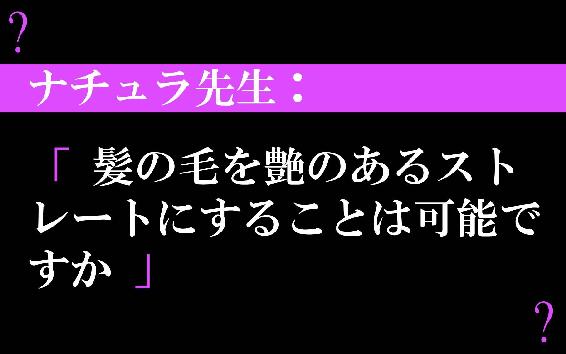 ?
ナチュラ先生：
「 髪の毛を艶のあるスト
レートにすることは可能で
すか 」
?